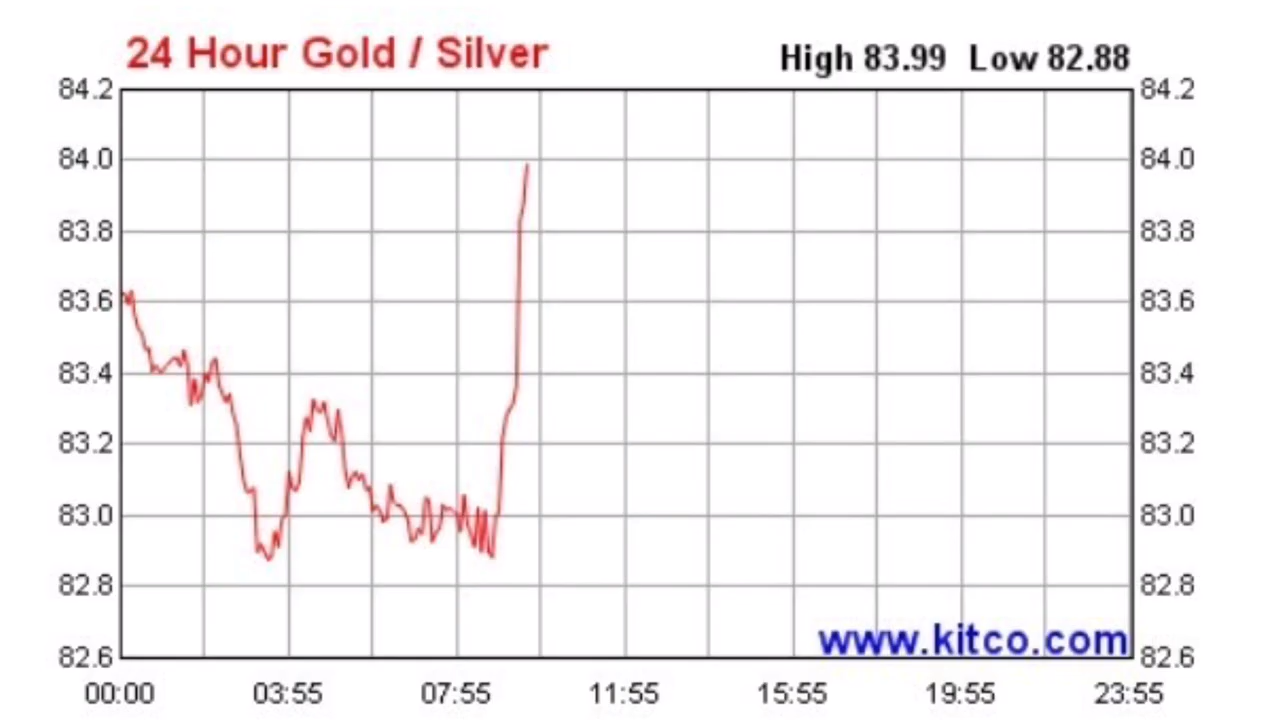 24 Hour Gold / Silver
High 83.99 Low 82.88
84.2 84.2
84.0 84.0
83.8 83.8
83.6 83.6
83.4 83.4
83.2 83.2
83.0 83.0
82.8 82.8
www.kitco.com
82.6 82.6
00:00 03:55 07:55 11:55 15:55 19:55 23:55